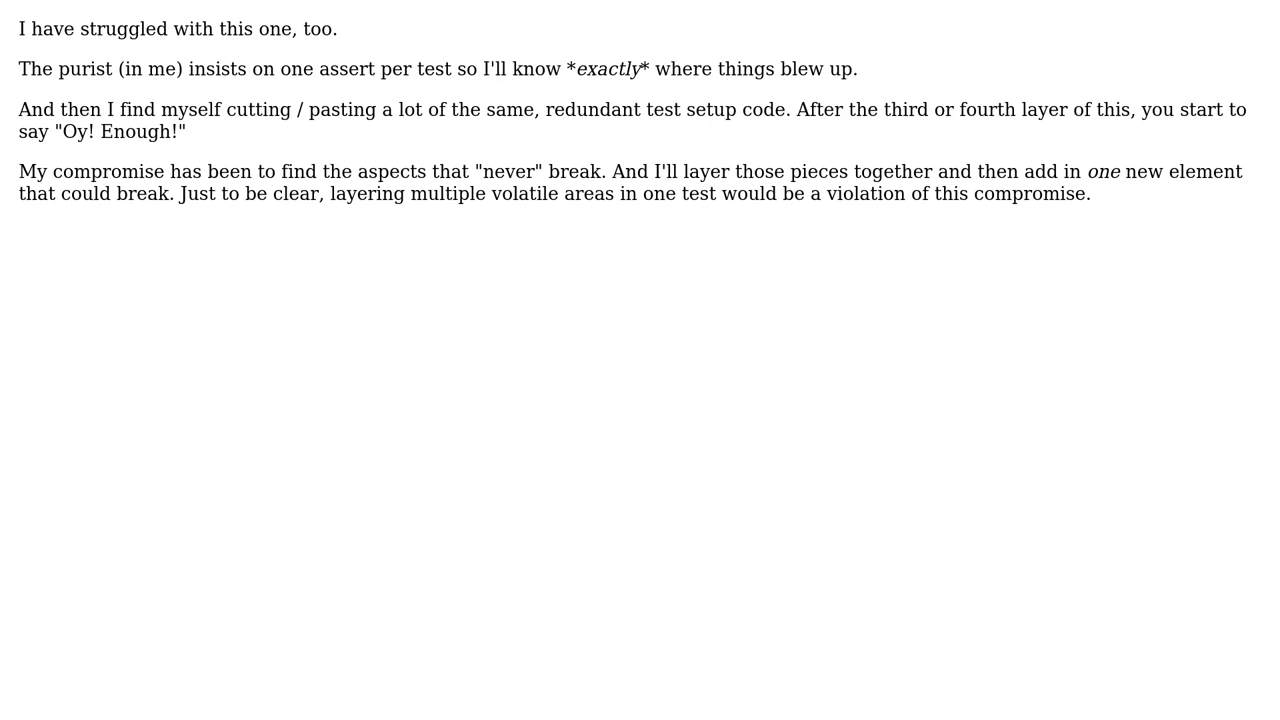 I have struggled with this one, too.
The purist (in me) insists on one assert per test so I'll know *exactly* where things blew up.
And then I find myself cutting / pasting a lot of the same, redundant test setup code. After the third or fourth layer of this, you start to
say "Oy! Enough!"
My compromise has been to find the aspects that "never" break. And I'll layer those pieces together and then add in one new element
that could break. Just to be clear, layering multiple volatile areas in one test would be a violation of this compromise.